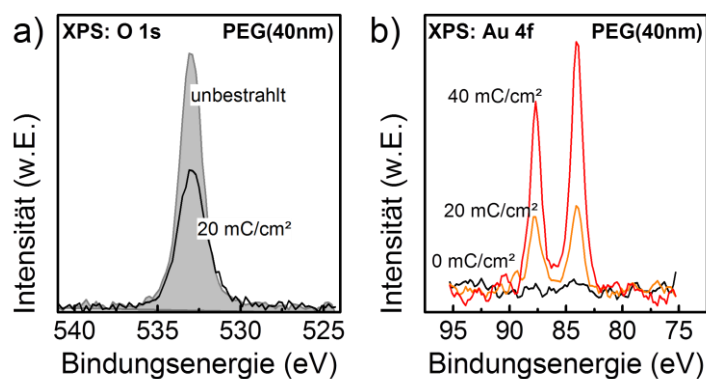 a)
XPS: O 1s PEG(40nm)
unbestrahlt
20 mC/cm²
Intensität (w.E.)
540 535 530 525
Bindungsenergie (eV)
b)
XPS: Au 4f PEG(40nm)
40 mC/cm²
20 mC/cm²
0 mC/cm²
Intensität (w.E.)
95 90 85 80 75
Bindungsenergie (eV)